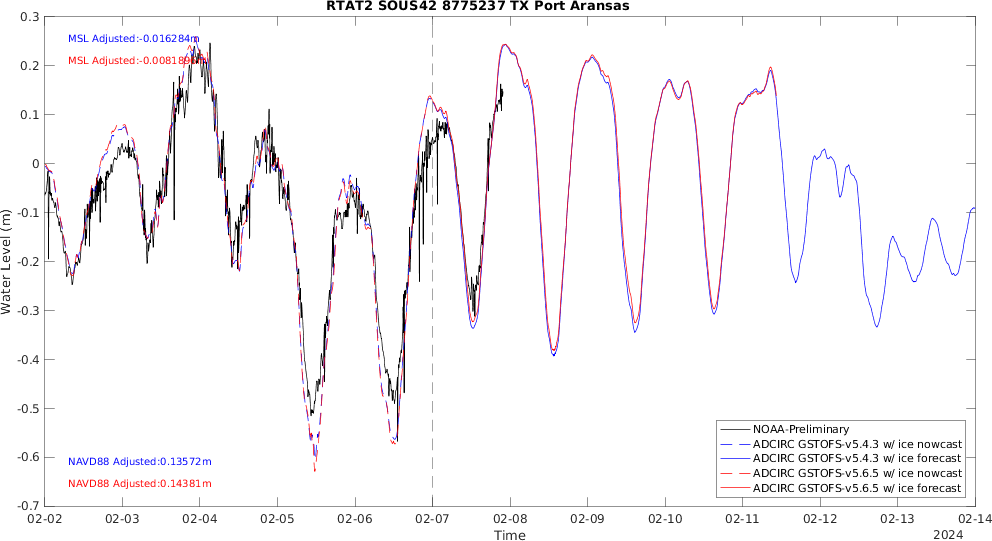 RTAT2 SOUS42 8775237 TX Port Aransas
MSL Adjusted:-0.016284m
MSL Adjusted:-0.008189
NAVD88 Adjusted:0.13572m
NAVD88 Adjusted:0.14381m
Water Level (m)
0.3
0.2
0.1
0
-0.1
-0.2
-0.3
-0.4
-0.5
-0.6
-0.7
NOAA-Preliminary
ADCIRC GSTOFS-v5.4.3 w/ ice nowcast
ADCIRC GSTOFS-v5.4.3 w/ ice forecast
ADCIRC GSTOFS-v5.6.5 w/ ice nowcast
ADCIRC GSTOFS-v5.6.5 w/ ice forecast
02-02 02-03 02-04 02-05 02-06 02-07 02-08 02-09 02-10 02-11 02-12 02-13 02-14
Time
2024